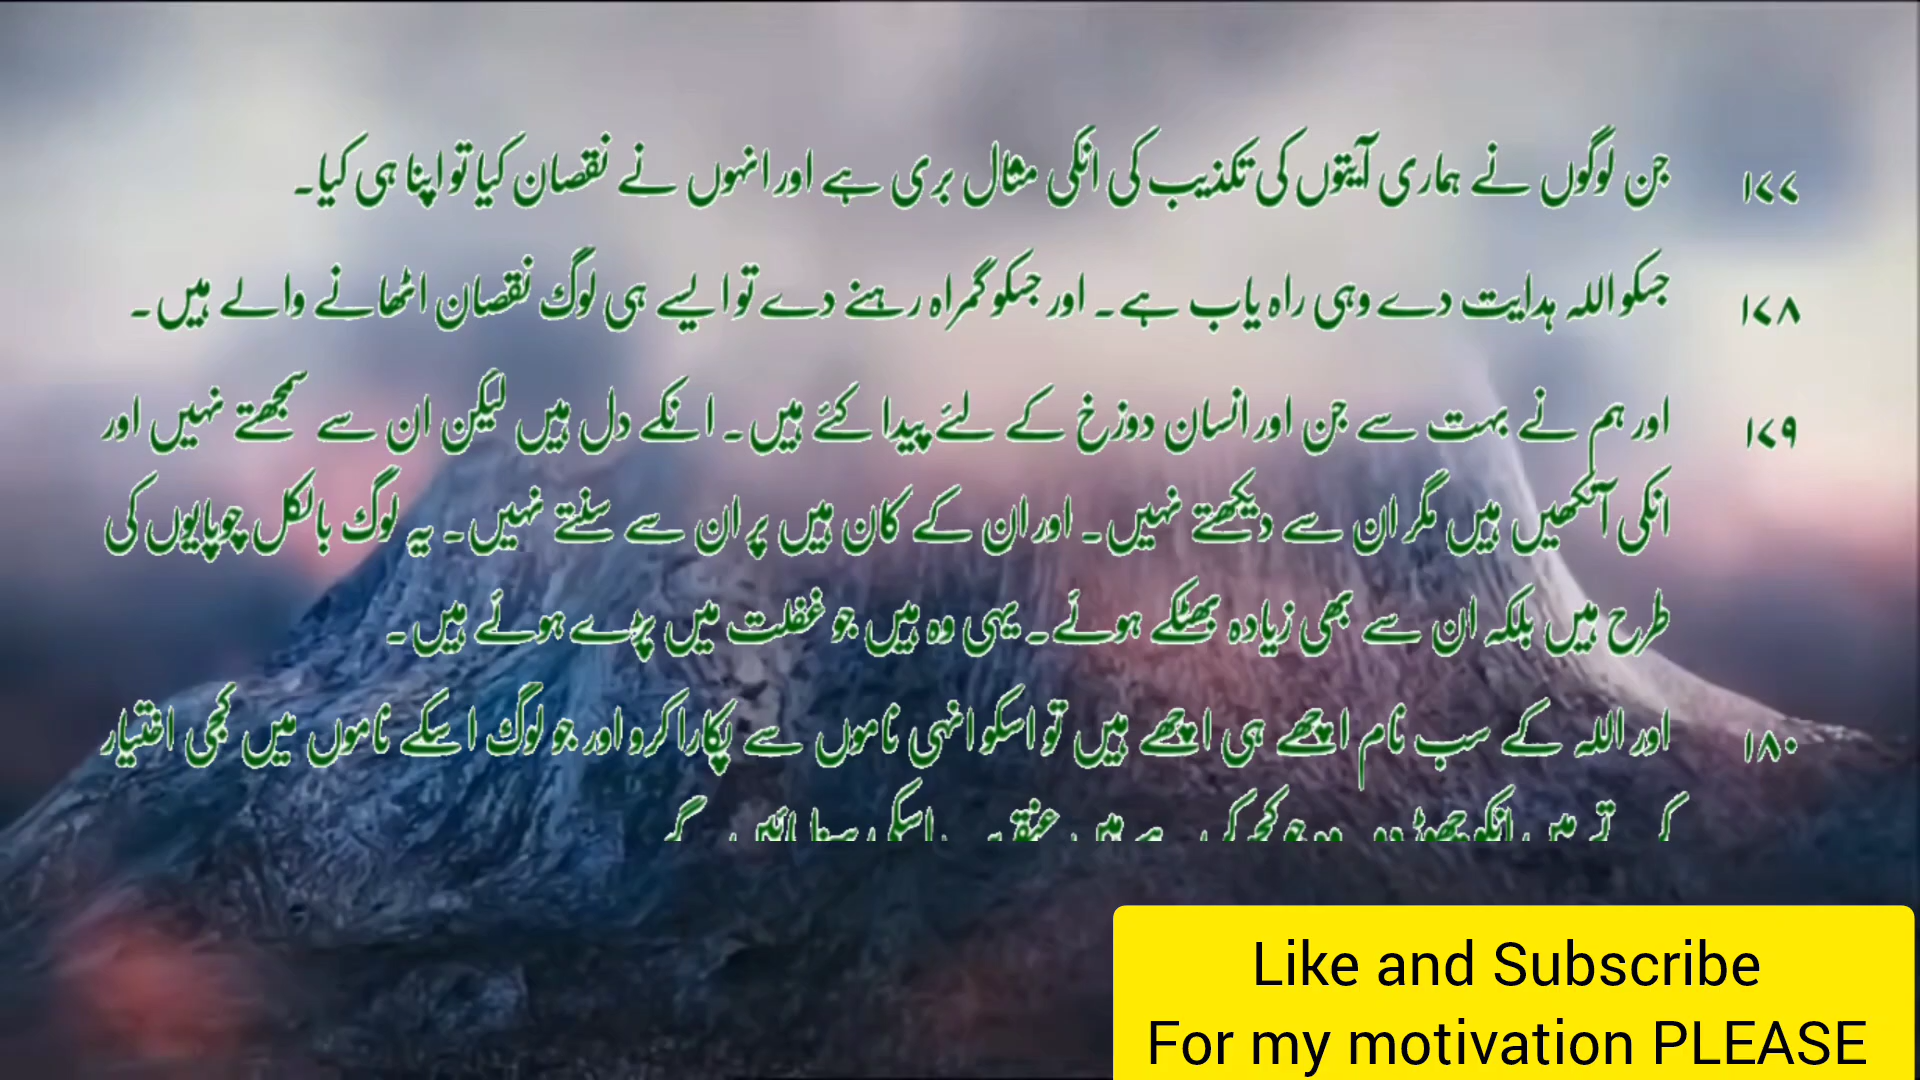 ۱۷۷ جن لوگوں نے ہماری آیتوں کی تکذیب کی انکی مثال بری ہے اور انہوں نے نقصان کیا تو اپنا ہی کیا۔
۱۷۸ جسکو اللہ ہدایت دے وہی راہ یاب ہے۔ اور جسکو گمراہ رہنے دے تو ایسے ہی لوگ نقصان اٹھانے والے ہیں۔
۱۷۹ اور ہم نے بہت سے جن اور انسان دوزخ کے لئے پیدا کئے ہیں۔ انکے دل ہیں لیکن ان سے سمجھتے نہیں اور
انکی آنکھیں ہیں مگر ان سے دیکھتے نہیں۔ اور ان کے کان ہیں پر ان سے سنتے نہیں۔ یہ لوگ بالکل چوپایوں کی
طرح ہیں بلکہ ان سے بھی زیادہ بھٹکے ہوئے۔ یہی وہ ہیں جو غفلت میں پڑے ہوئے ہیں۔
۱۸۰ اور اللہ کے سب نام اچھے ہی اچھے ہیں تو اسکو انہی ناموں سے پکارا کرو اور جو لوگ اسکے ناموں میں کجی اختیار
Like and Subscribe
For my motivation PLEASE